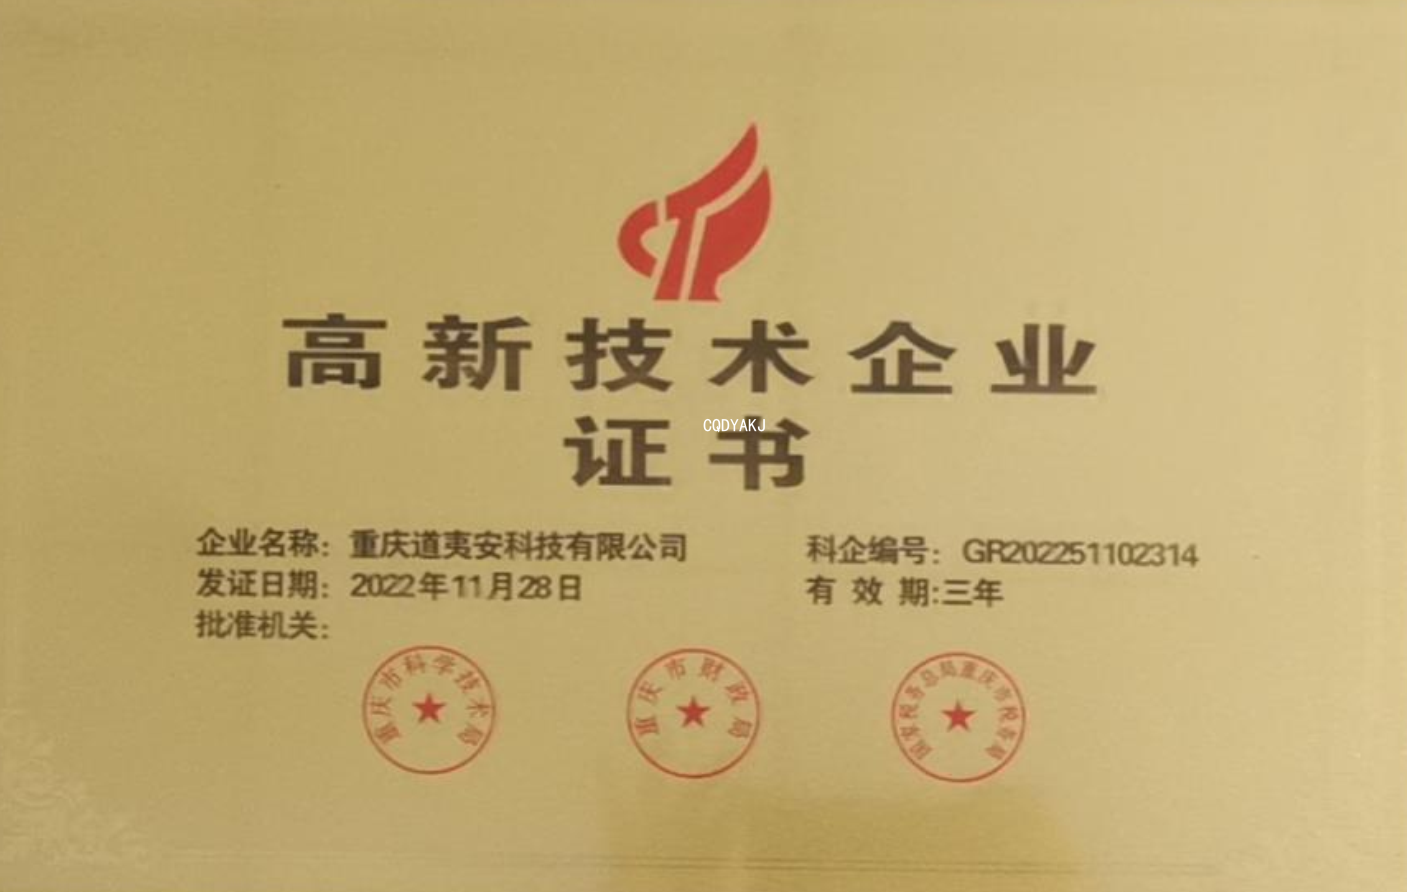 高新技术企业
证书
CQDYAKJ
企业名称：重庆道夷安科技有限公司
科企编号：GR202251102314
发证日期：2022年11月28日
有 效 期:三年
批准机关：
重庆市科学技术局
重庆市财政局
国家税务总局重庆市税务局